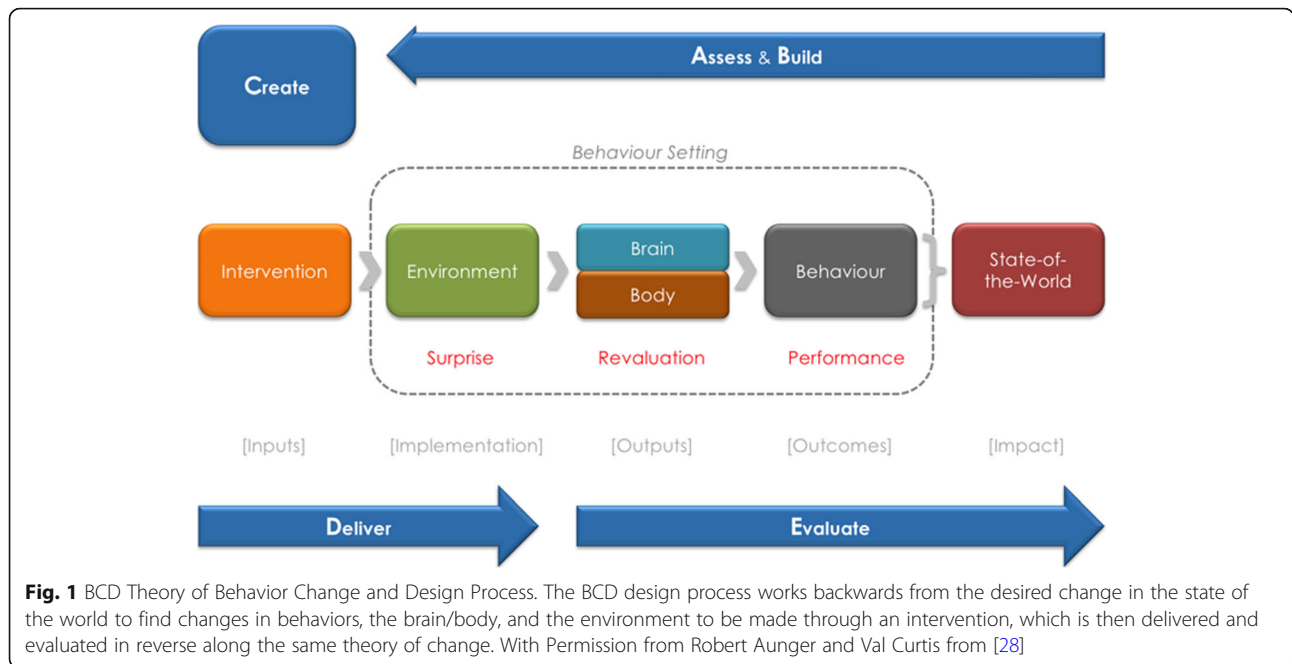 Create
Assess & Build
Behaviour Setting
Intervention
Environment
Brain
Body
Behaviour
State-of-
the-World
Surprise
Revaluation
Performance
[Inputs]
[Implementation]
[Outputs]
[Outcomes]
[Impact]
Deliver
Evaluate
Fig. 1 BCD Theory of Behavior Change and Design Process. The BCD design process works backwards from the desired change in the state of
the world to find changes in behaviors, the brain/body, and the environment to be made through an intervention, which is then delivered and
evaluated in reverse along the same theory of change. With Permission from Robert Aunger and Val Curtis from [28]